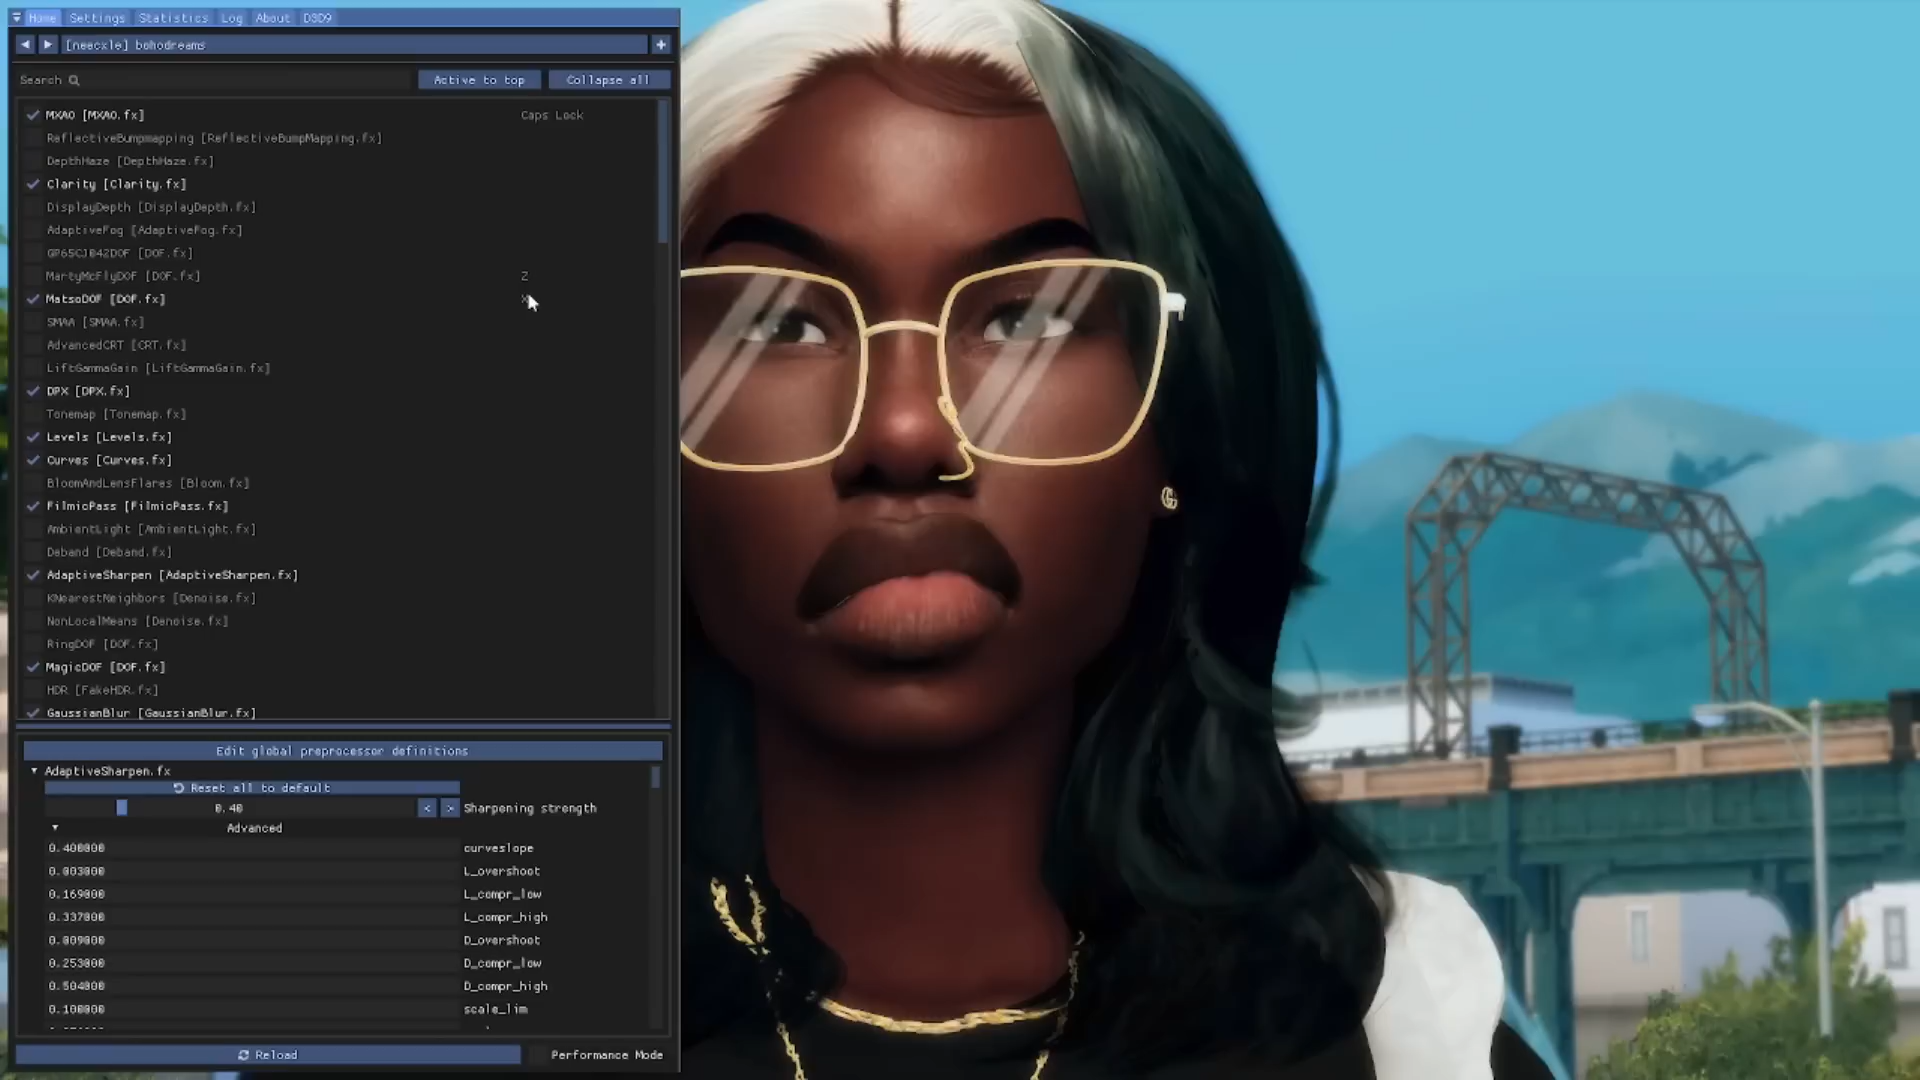 Home Settings Statistics Log About D3D9
[neecxle] bohodreams +
Search Active to top Collapse all
MXAO [MXAO.fx] Caps Lock
ReflectiveBumpmapping [ReflectiveBumpMapping.fx]
DepthHaze [DepthHaze.fx]
Clarity [Clarity.fx]
DisplayDepth [DisplayDepth.fx]
AdaptiveFog [AdaptiveFog.fx]
GP65CJ042DOF [DOF.fx]
MartyMcFlyDOF [DOF.fx] Z
MatsoDOF [DOF.fx]
SMAA [SMAA.fx]
AdvancedCRT [CRT.fx]
LiftGammaGain [LiftGammaGain.fx]
DPX [DPX.fx]
Tonemap [Tonemap.fx]
Levels [Levels.fx]
Curves [Curves.fx]
BloomAndLensFlares [Bloom.fx]
FilmicPass [FilmicPass.fx]
AmbientLight [AmbientLight.fx]
Deband [Deband.fx]
AdaptiveSharpen [AdaptiveSharpen.fx]
KNearestNeighbors [Denoise.fx]
NonLocalMeans [Denoise.fx]
RingDOF [DOF.fx]
MagicDOF [DOF.fx]
HDR [FakeHDR.fx]
GaussianBlur [GaussianBlur.fx]
Edit global preprocessor definitions
AdaptiveSharpen.fx
Reset all to default
0.40 < > Sharpening strength
Advanced
0.400000 curveslope
0.003000 L_overshoot
0.169000 L_compr_low
0.337000 L_compr_high
0.009000 D_overshoot
0.253000 D_compr_low
0.504000 D_compr_high
0.100000 scale_lim
Reload Performance Mode